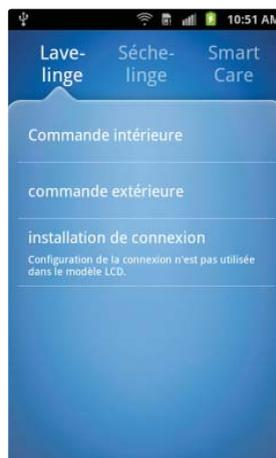 10:51 AM
Lave-
linge
Séche-
linge
Smart
Care
Commande intérieure
commande extérieure
installation de connexion
Configuration de la connexion n'est pas utilisée
dans le modèle LCD.